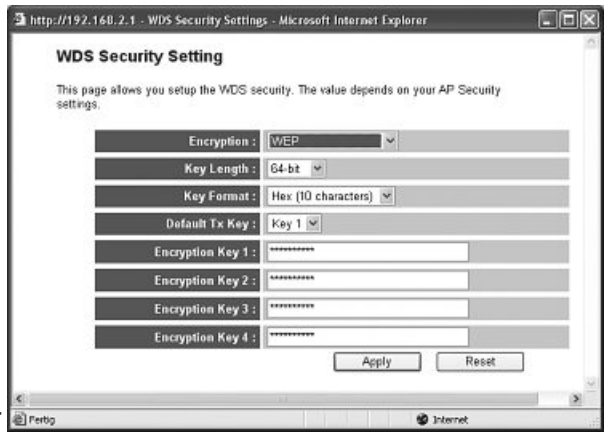 http://192.168.2.1 - WDS Security Settings - Microsoft Internet Explorer
WDS Security Setting
This page allows you setup the WDS security. The value depends on your AP Security
settings.
Encryption : WEP
Key Length : 64-bit
Key Format : Hex (10 characters)
Default Tx Key : Key 1
Encryption Key 1 : **********
Encryption Key 2 : **********
Encryption Key 3 : **********
Encryption Key 4 : **********
Apply Reset
Fertig Internet